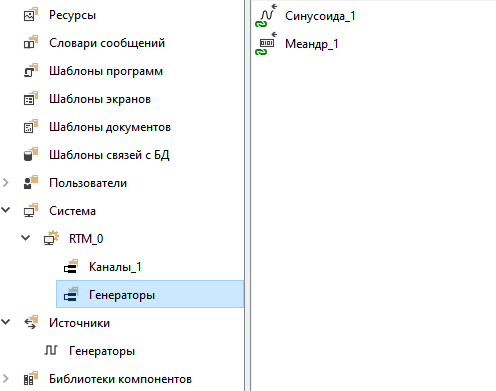 Ресурсы
Словари сообщений
Шаблоны программ
Шаблоны экранов
Шаблоны документов
Шаблоны связей с БД
Пользователи
Система
RTM_0
Каналы_1
Генераторы
Источники
Генераторы
Библиотеки компонентов
Синусоида_1
Меандр_1